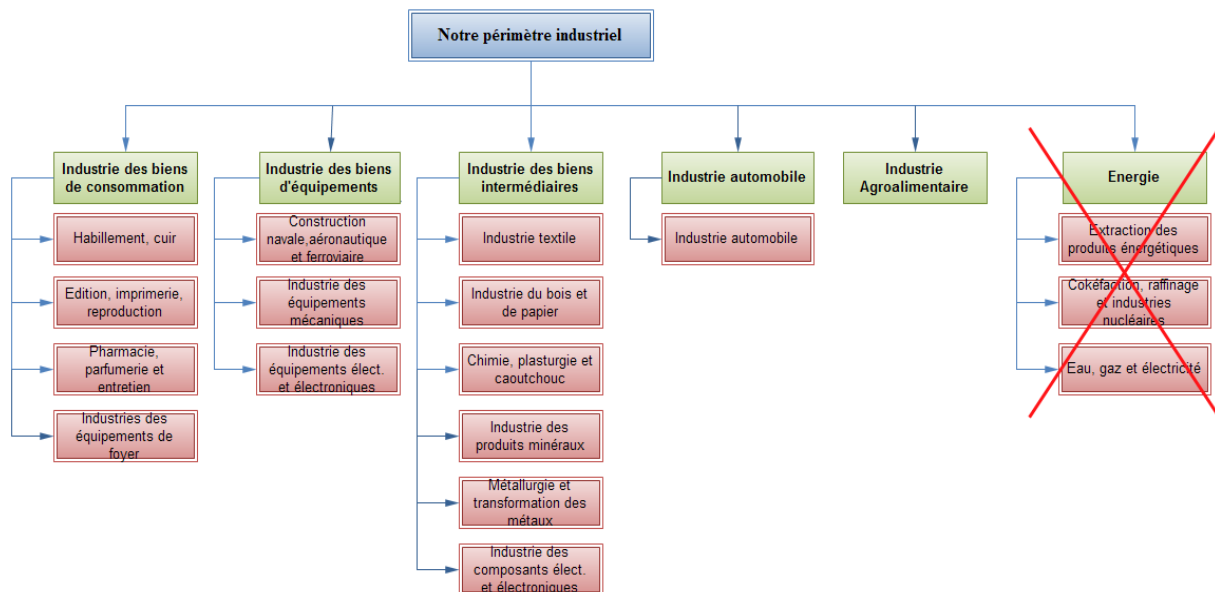 Notre périmètre industriel
Industrie des biens
de consommation
Habillement, cuir
Edition, imprimerie,
reproduction
Pharmacie,
parfumerie et
entretien
Industries des
équipements de
foyer
Industrie des biens
d'équipements
Construction
navale,aéronautique
et ferroviaire
Industrie des
équipements
mécaniques
Industrie des
équipements élect.
et électroniques
Industrie des biens
intermédiaires
Industrie textile
Industrie du bois et
de papier
Chimie, plasturgie et
caoutchouc
Industrie des
produits minéraux
Métallurgie et
transformation des
métaux
Industrie des
composants élect.
et électroniques
Industrie automobile
Industrie automobile
Industrie
Agroalimentaire
Energie
Extraction des
produits énergétiques
Cokéfaction, raffinage
et industries
nucléaires
Eau, gaz et électricité